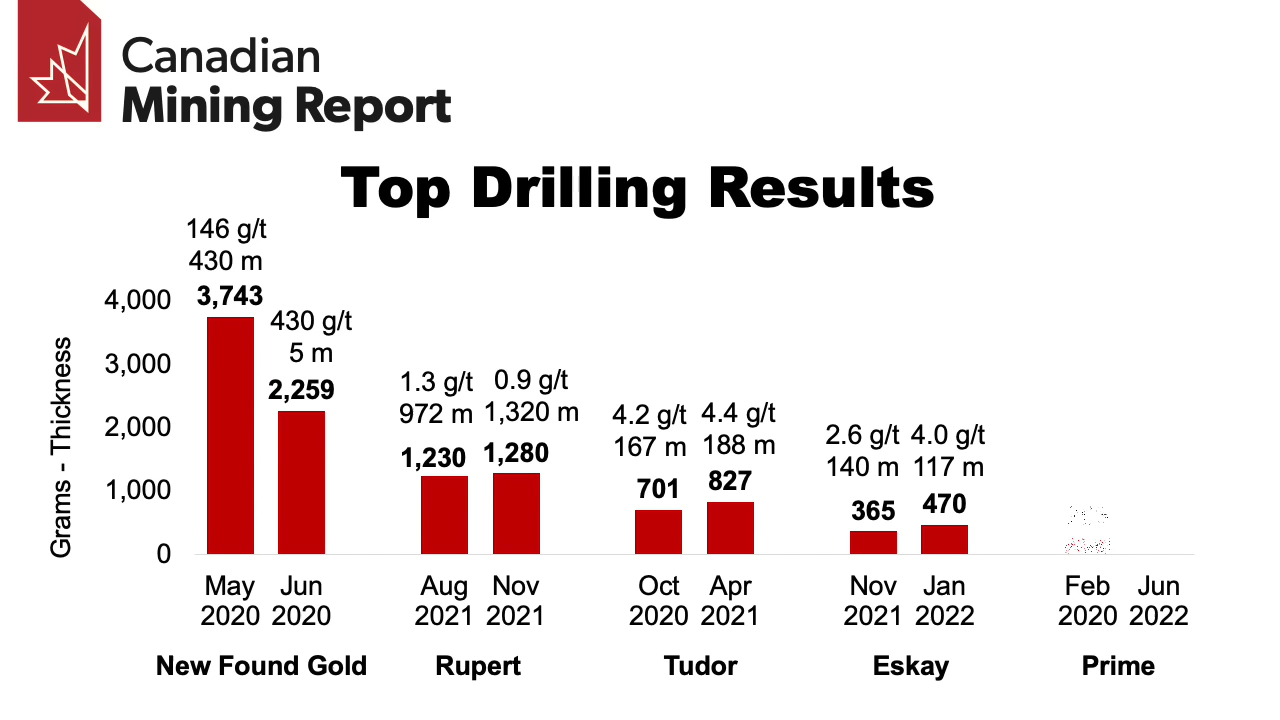 Canadian
Mining Report
Top Drilling Results
146 g/t
430 m
3,743
430 g/t
5 m
2,259
1.3 g/t
972 m
1,230
0.9 g/t
1,320 m
1,280
4.2 g/t
167 m
701
4.4 g/t
188 m
827
2.6 g/t
140 m
365
4.0 g/t
117 m
470
Grams - Thickness
4,000
3,000
2,000
1,000
0
May Jun Aug Nov Oct Apr Nov Jan Feb Jun
2020 2020 2021 2021 2020 2021 2021 2022 2020 2022
New Found Gold Rupert Tudor Eskay Prime